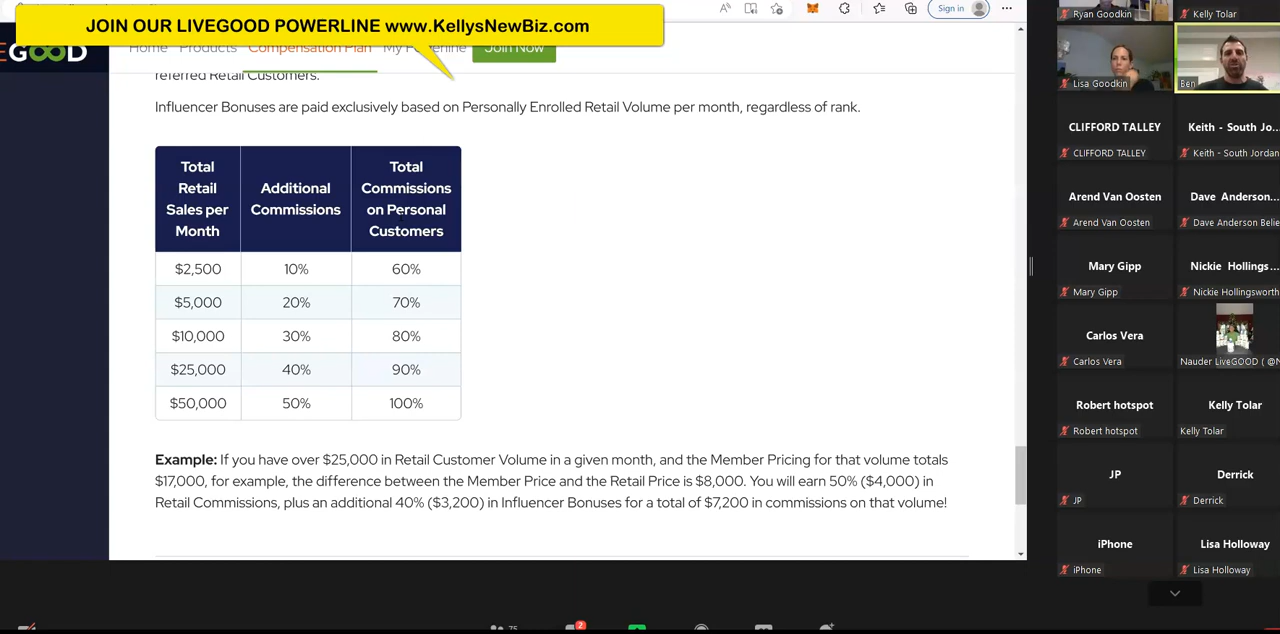 JOIN OUR LIVEGOOD POWERLINE www.KellysNewBiz.com
Sign in
GOOD
Home Products Compensation Plan My Powerline Join Now
referred Retail Customers.
Influencer Bonuses are paid exclusively based on Personally Enrolled Retail Volume per month, regardless of rank.
Total Retail Sales per Month
Additional Commissions
Total Commissions on Personal Customers
$2,500 10% 60%
$5,000 20% 70%
$10,000 30% 80%
$25,000 40% 90%
$50,000 50% 100%
Example: If you have over $25,000 in Retail Customer Volume in a given month, and the Member Pricing for that volume totals
$17,000, for example, the difference between the Member Price and the Retail Price is $8,000. You will earn 50% ($4,000) in
Retail Commissions, plus an additional 40% ($3,200) in Influencer Bonuses for a total of $7,200 in commissions on that volume!
Ryan Goodkin
Kelly Tolar
Lisa Goodkin
Ben
CLIFFORD TALLEY
Keith - South Jo...
CLIFFORD TALLEY
Keith - South Jordan
Arend Van Oosten
Dave Anderson...
Arend Van Oosten
Dave Anderson Belie
Mary Gipp
Nickie Hollings...
Mary Gipp
Nickie Hollingsworth
Carlos Vera
Carlos Vera
Nauder LiveGOOD ( @N
Robert hotspot
Kelly Tolar
Robert hotspot
Kelly Tolar
JP
Derrick
JP
Derrick
iPhone
Lisa Holloway
iPhone
Lisa Holloway
75
2